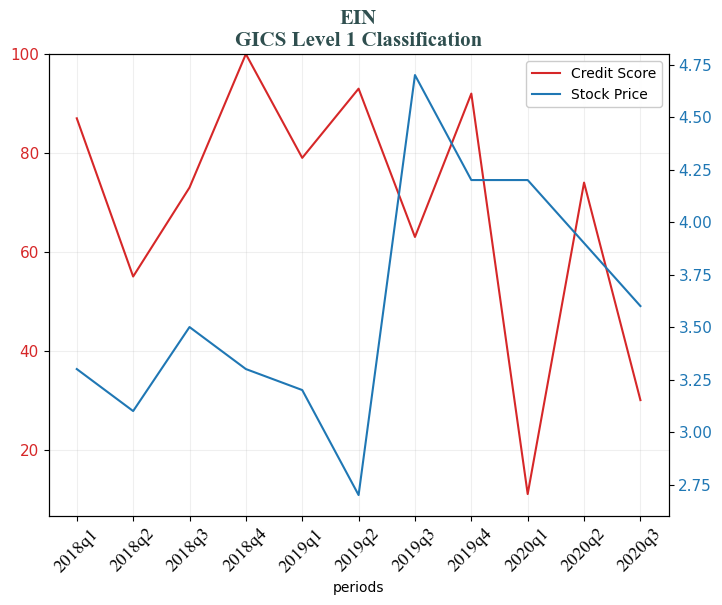 EIN
GICS Level 1 Classification
Credit Score
Stock Price
100
80
60
40
20
4.75
4.50
4.25
4.00
3.75
3.50
3.25
3.00
2.75
2018q1
2018q2
2018q3
2018q4
2019q1
2019q2
2019q3
2019q4
2020q1
2020q2
2020q3
periods